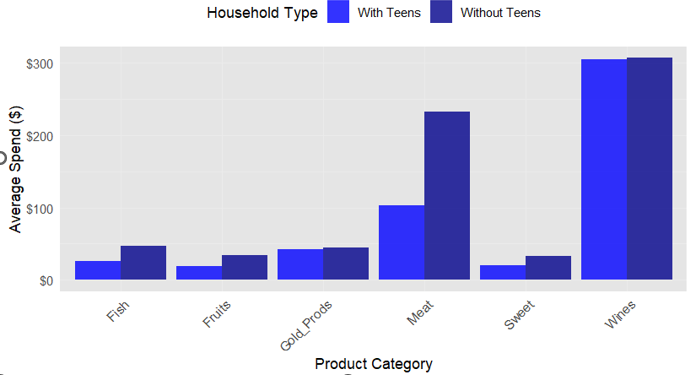 Household Type With Teens Without Teens
Average Spend ($)
$300
$200
$100
$0
Fish Fruits Gold_Prods Meat Sweet Wines
Product Category